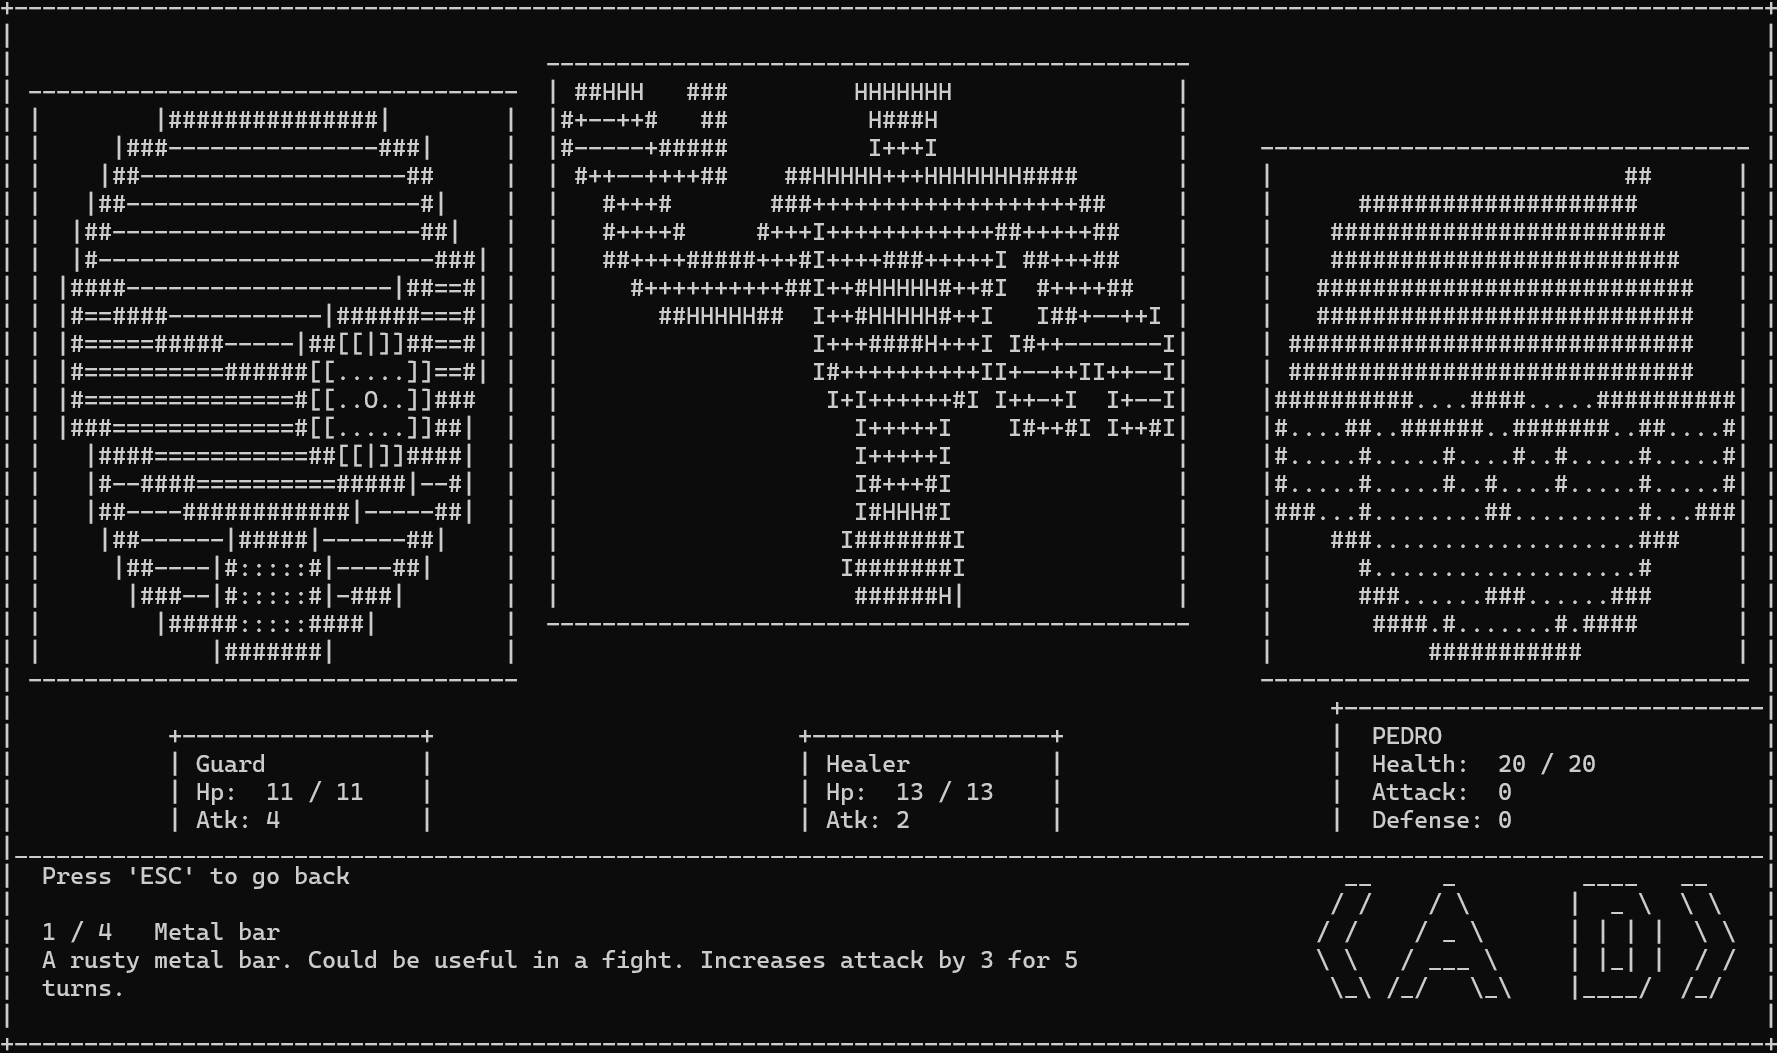 Guard
Hp:  11 / 11
Atk: 4
Healer
Hp:  13 / 13
Atk: 2
PEDRO
Health:  20 / 20
Attack:  0
Defense: 0
Press 'ESC' to go back
1 / 4   Metal bar
A rusty metal bar. Could be useful in a fight. Increases attack by 3 for 5
turns.
A D